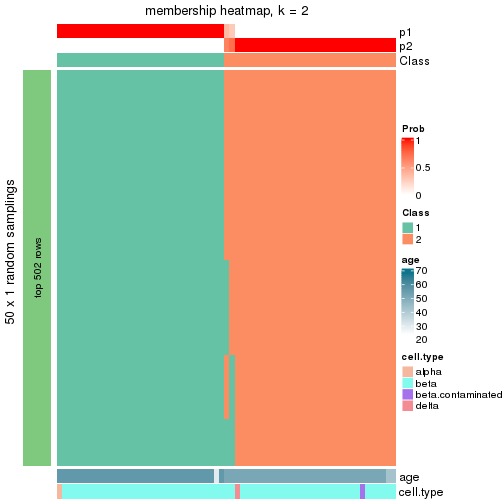 membership heatmap, k = 2
p1
p2
Class
50 x 1 random samplings
top 502 rows
Prob
1
0.5
0
Class
1
2
age
70
60
50
40
30
20
cell.type
alpha
beta
beta.contaminated
delta
age
cell.type